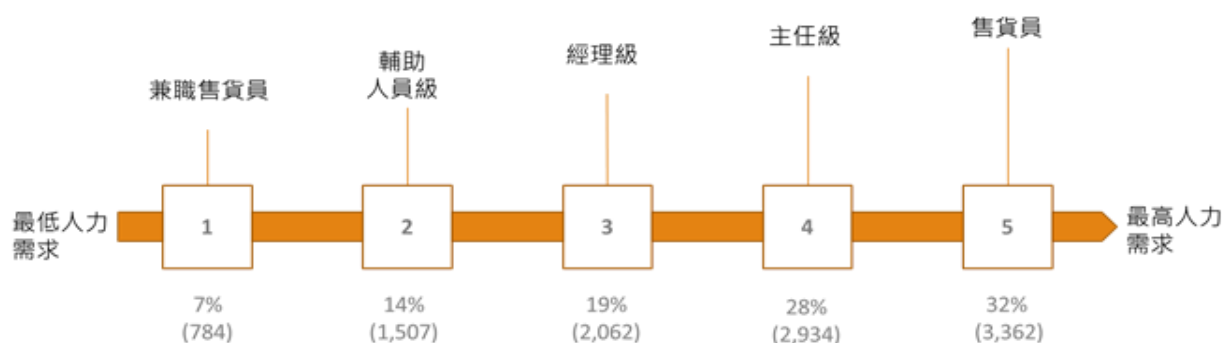 兼職售貨員
輔助
人員級
經理級
主任級
售貨員
最低人力
需求
1
2
3
4
5
最高人力
需求
7%
(784)
14%
(1,507)
19%
(2,062)
28%
(2,934)
32%
(3,362)